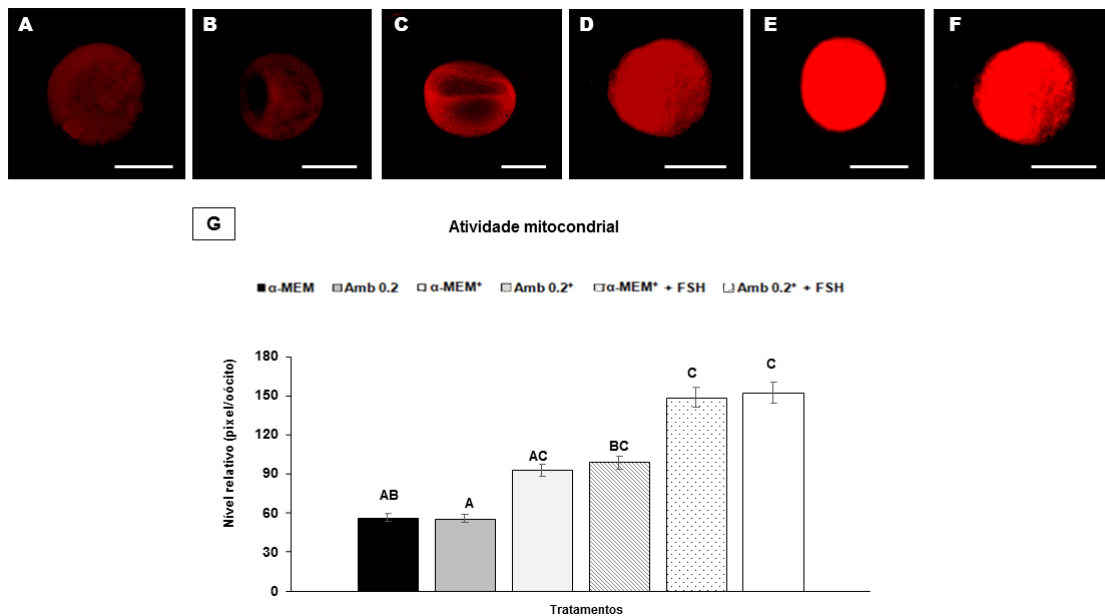 A B C D E F
G
Atividade mitocondrial
α-MEM Amb 0.2 α-MEM⁺ Amb 0.2⁺ α-MEM⁺ + FSH Amb 0.2⁺ + FSH
Nível relativo (pixel/oócito)
180
150
120
90
60
30
0
AB A AC BC C C
Tratamentos